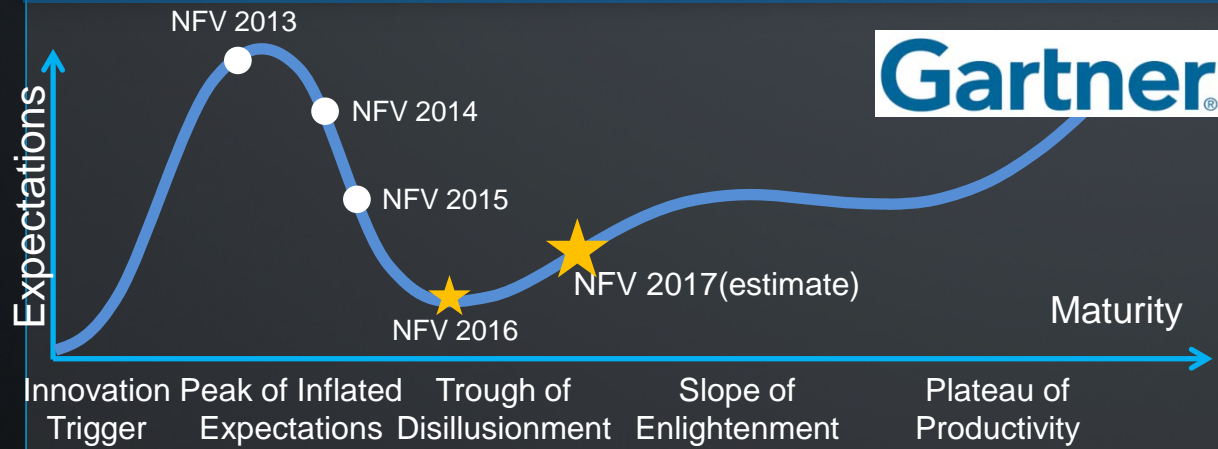 NFV 2013
Gartner®
NFV 2014
Expectations
NFV 2015
NFV 2017(estimate)
NFV 2016
Maturity
Innovation Trigger
Peak of Inflated Expectations
Trough of Disillusionment
Slope of Enlightenment
Plateau of Productivity